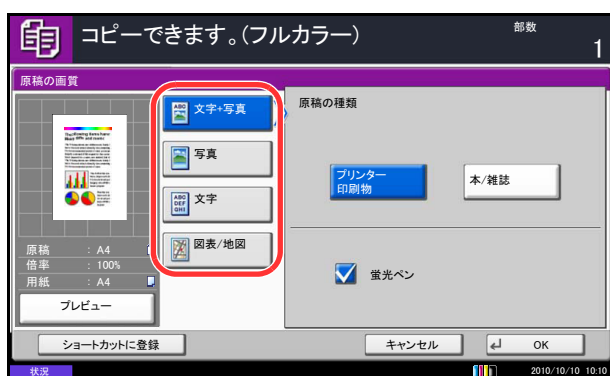 コピーできます。(フルカラー)
部数
1
原稿の画質
文字+写真
写真
文字
図表/地図
原稿の種類
プリンター
印刷物
本/雑誌
蛍光ペン
原稿 : A4
倍率 : 100%
用紙 : A4
プレビュー
ショートカットに登録
キャンセル
OK
状況
2010/10/10 10:10